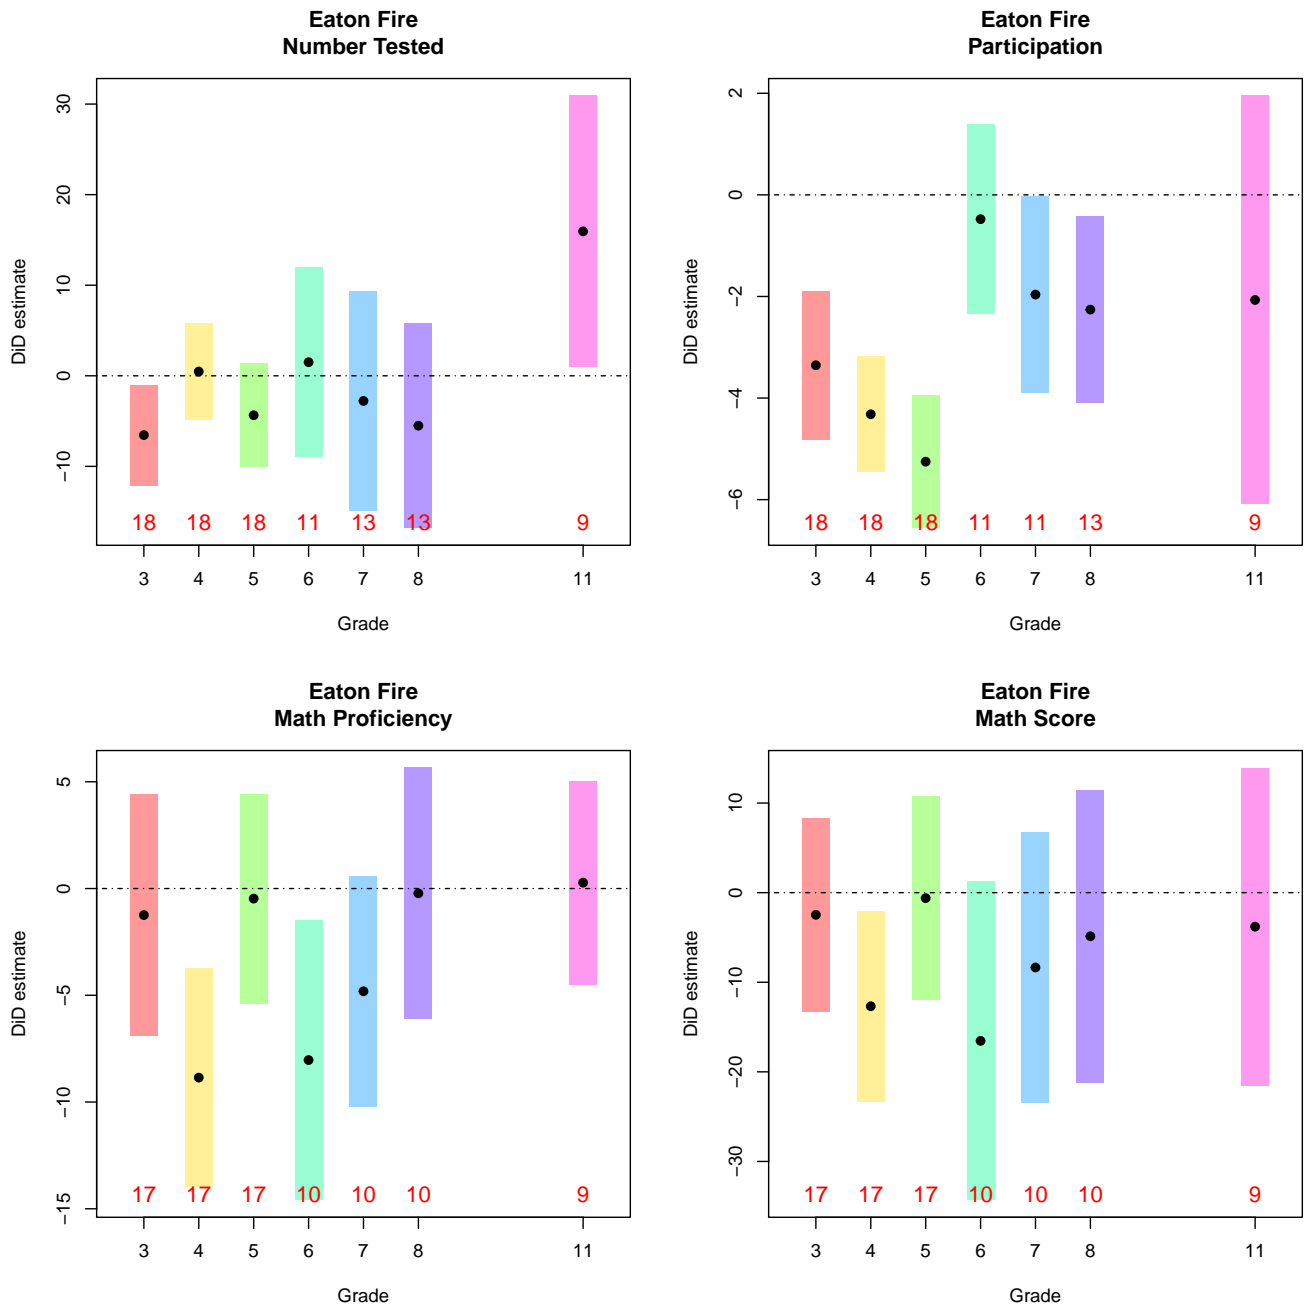 Eaton Fire
Number Tested
DiD estimate
30
20
10
0
−10
18 18 18 11 13 13 9
3 4 5 6 7 8 11
Grade
Eaton Fire
Participation
DiD estimate
2
0
−2
−4
−6
18 18 18 11 11 13 9
3 4 5 6 7 8 11
Grade
Eaton Fire
Math Proficiency
DiD estimate
5
0
−5
−10
−15
17 17 17 10 10 10 9
3 4 5 6 7 8 11
Grade
Eaton Fire
Math Score
DiD estimate
10
0
−10
−20
−30
17 17 17 10 10 10 9
3 4 5 6 7 8 11
Grade